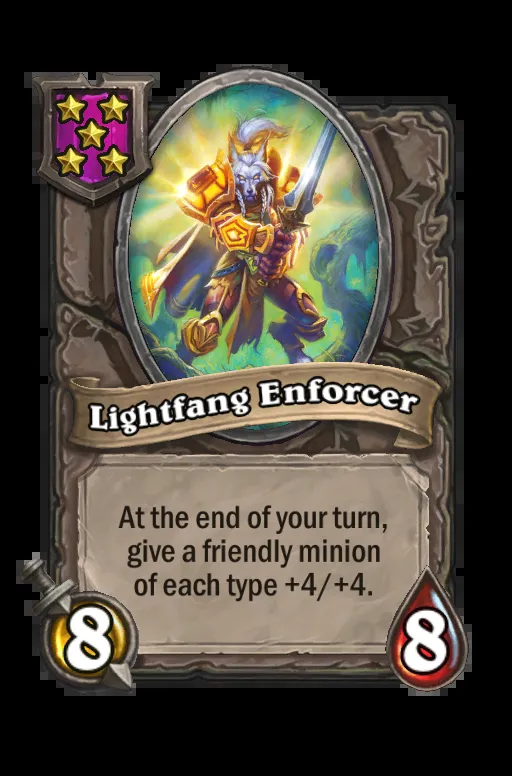 Lightfang Enforcer
At the end of your turn,
give a friendly minion
of each type +4/+4.
8
8